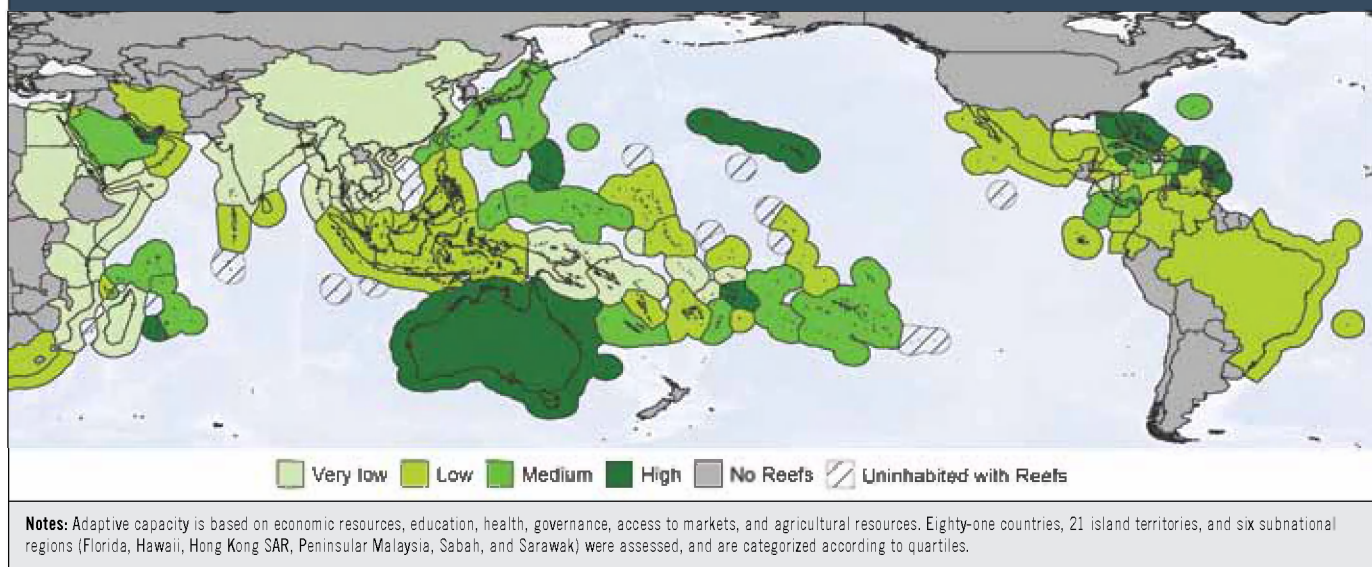 Very low Low Medium High No Reefs Uninhabited with Reefs
Notes: Adaptive capacity is based on economic resources, education, health, governance, access to markets, and agricultural resources. Eighty-one countries, 21 island territories, and six subnational
regions (Florida, Hawaii, Hong Kong SAR, Peninsular Malaysia, Sabah, and Sarawak) were assessed, and are categorized according to quartiles.